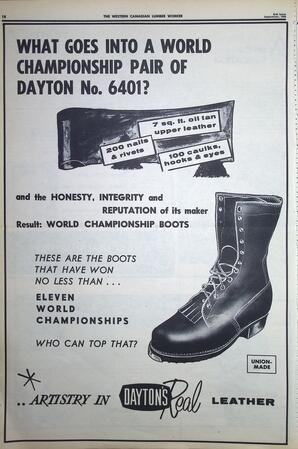 18
THE WESTERN CANADIAN LUMBER WORKER
WHAT GOES INTO A WORLD
CHAMPIONSHIP PAIR OF
DAYTON No. 6401?
7 sq. ft. oil tan
upper leather
200 nails
& rivets
100 caulks,
hooks & eyes
and the HONESTY, INTEGRITY and
REPUTATION of its maker
Result: WORLD CHAMPIONSHIP BOOTS
THESE ARE THE BOOTS
THAT HAVE WON
NO LESS THAN . . .
ELEVEN
WORLD
CHAMPIONSHIPS
WHO CAN TOP THAT?
UNION-
MADE
. . ARTISTRY IN DAYTON'S Real LEATHER